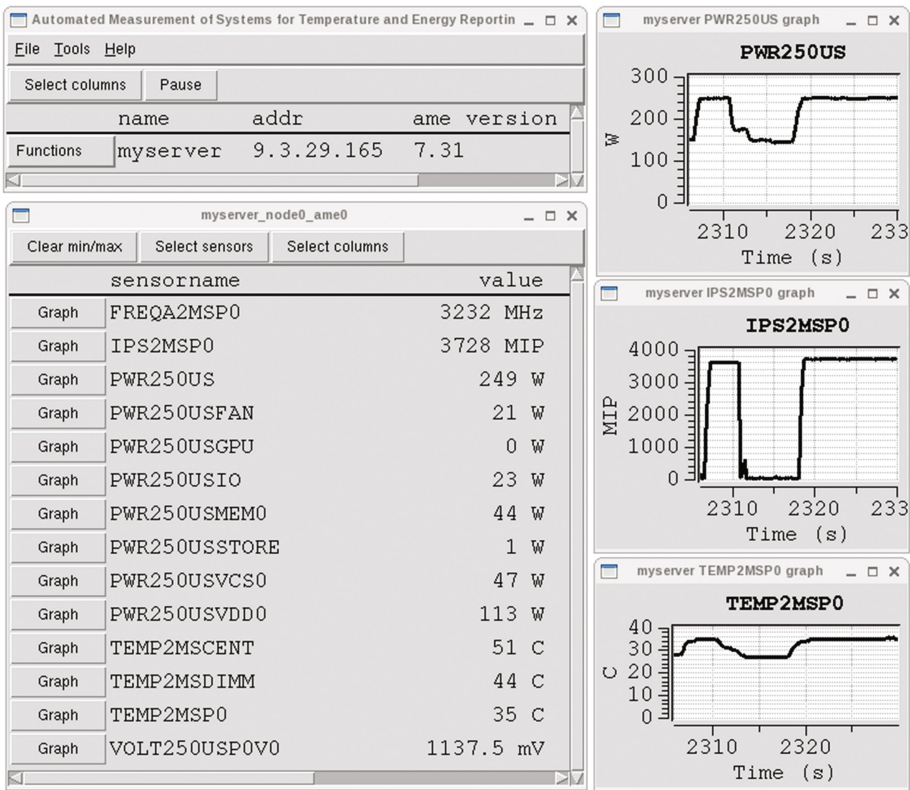 Automated Measurement of Systems for Temperature and Energy Reportin
File Tools Help
Select columns Pause
name addr ame version
Functions myserver 9.3.29.165 7.31
myserver_node0_ame0
Clear min/max Select sensors Select columns
sensorname value
Graph FREQA2MSP0 3232 MHz
Graph IPS2MSP0 3728 MIP
Graph PWR250US 249 W
Graph PWR250USFAN 21 W
Graph PWR250USGPU 0 W
Graph PWR250USIO 23 W
Graph PWR250USMEM0 44 W
Graph PWR250USSTORE 1 W
Graph PWR250USVCS0 47 W
Graph PWR250USVDD0 113 W
Graph TEMP2MSCENT 51 C
Graph TEMP2MSDIMM 44 C
Graph TEMP2MSP0 35 C
Graph VOLT250USP0V0 1137.5 mV
myserver PWR250US graph
PWR250US
300
200
100
0
W
2310 2320 233
Time (s)
myserver IPS2MSP0 graph
IPS2MSP0
4000
3000
2000
1000
0
MIP
2310 2320 233
Time (s)
myserver TEMP2MSP0 graph
TEMP2MSP0
40
30
20
10
0
C
2310 2320
Time (s)